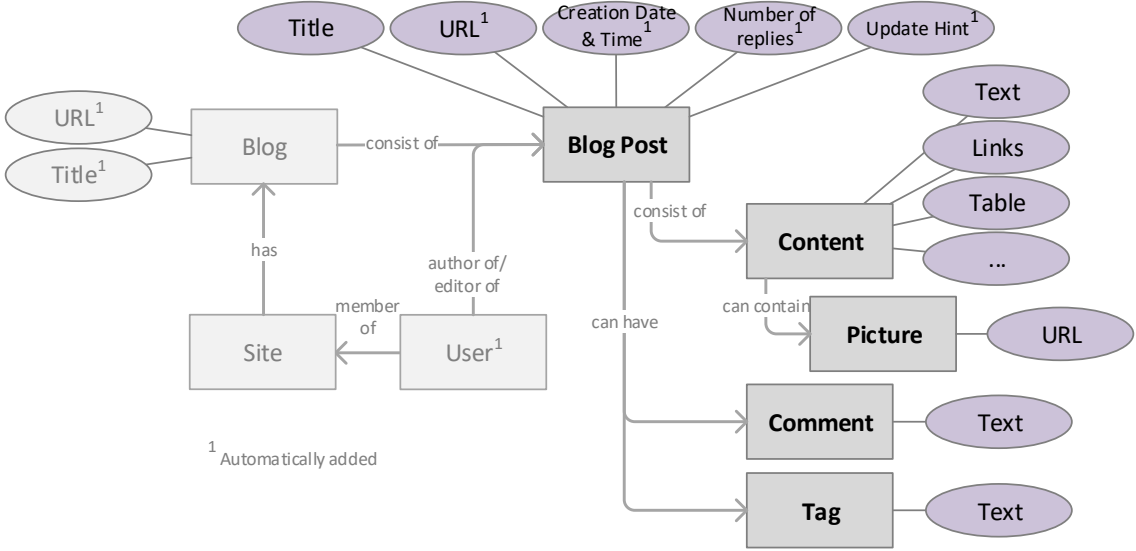 Title
URL1
Creation Date
& Time1
Number of
replies1
Update Hint1
URL1
Title1
Blog
consist of
Blog Post
Text
Links
Table
...
consist of
Content
has
author of/
editor of
can contain
member
of
can have
Site
User1
Picture
URL
Comment
Text
1 Automatically added
Tag
Text